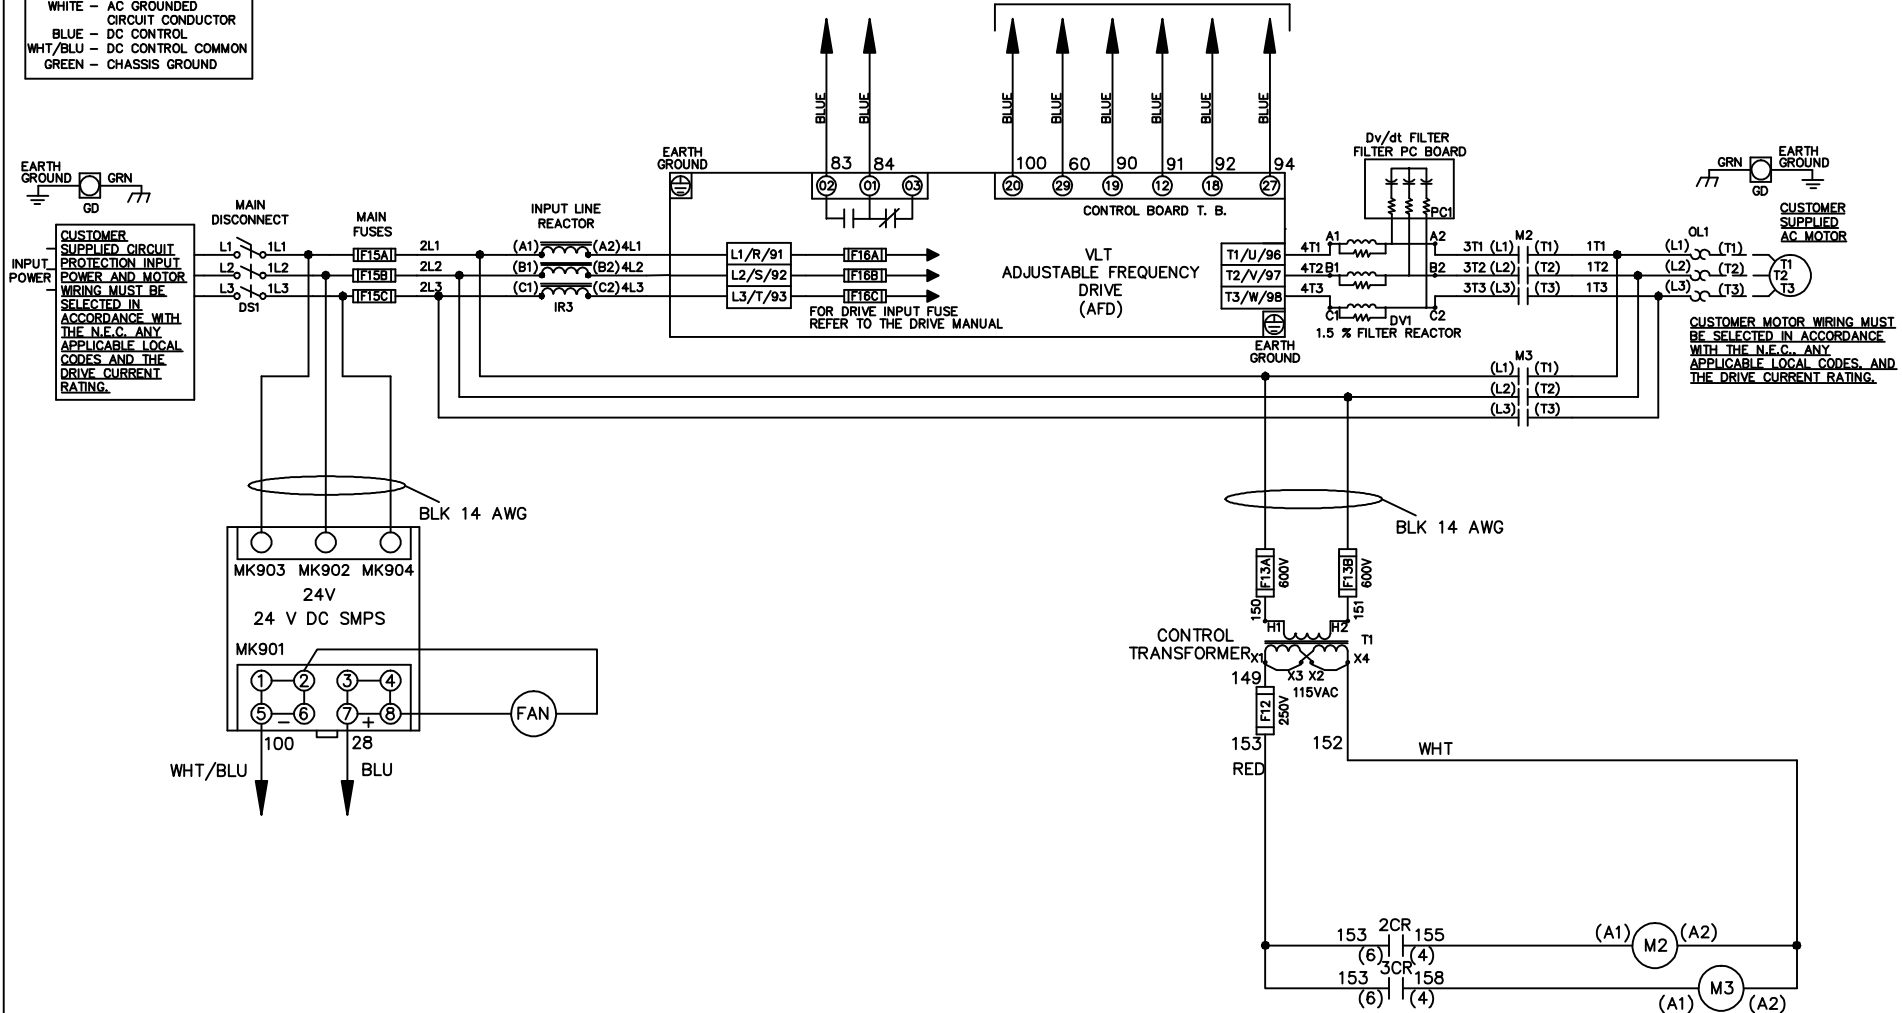 WHITE – AC GROUNDED
CIRCUIT CONDUCTOR
BLUE – DC CONTROL
WHT/BLU – DC CONTROL COMMON
GREEN – CHASSIS GROUND
BLUE
BLUE
BLUE
BLUE
BLUE
BLUE
BLUE
BLUE
EARTH
GROUND
GRN
GD
INPUT
POWER
CUSTOMER
SUPPLIED CIRCUIT
PROTECTION INPUT
POWER AND MOTOR
WIRING MUST BE
SELECTED IN
ACCORDANCE WITH
THE N.E.C. ANY
APPLICABLE LOCAL
CODES AND THE
DRIVE CURRENT
RATING.
MAIN
DISCONNECT
L1 1L1
L2 1L2
L3 1L3
DS1
MAIN
FUSES
F15A
F15B
F15C
2L1
2L2
2L3
INPUT LINE
REACTOR
(A1) (A2) 4L1
(B1) (B2) 4L2
(C1) (C2) 4L3
IR3
EARTH
GROUND
83 84
02 01 03
100 60 90 91 92 94
20 29 19 12 18 27
CONTROL BOARD T. B.
L1/R/91
L2/S/92
L3/T/93
F16A
F16B
F16C
FOR DRIVE INPUT FUSE
REFER TO THE DRIVE MANUAL
VLT
ADJUSTABLE FREQUENCY
DRIVE
(AFD)
T1/U/96
T2/V/97
T3/W/98
EARTH
GROUND
Dv/dt FILTER
FILTER PC BOARD
PC1
4T1 A1 A2
4T2 B1 B2
4T3 C1 C2
DV1
1.5 % FILTER REACTOR
M2
3T1 (L1) (T1) 1T1
3T2 (L2) (T2) 1T2
3T3 (L3) (T3) 1T3
M3
(L1) (T1)
(L2) (T2)
(L3) (T3)
OL1
(L1) (T1)
(L2) (T2)
(L3) (T3)
T1
T2
T3
GRN
GD
EARTH
GROUND
CUSTOMER
SUPPLIED
AC MOTOR
CUSTOMER MOTOR WIRING MUST
BE SELECTED IN ACCORDANCE
WITH THE N.E.C., ANY
APPLICABLE LOCAL CODES, AND
THE DRIVE CURRENT RATING.
BLK 14 AWG
MK903 MK902 MK904
24V
24 V DC SMPS
MK901
1 2 3 4
5 – 6 7 + 8
FAN
100 28
WHT/BLU BLU
BLK 14 AWG
F13A
600V
F13B
600V
150
151
H1 H2
T1
CONTROL
TRANSFORMER
X1 X4
X3 X2
149
115VAC
F12
250V
153 152
RED
WHT
2CR
153 155
(6) (4)
(A1) M2 (A2)
3CR
153 158
(6) (4)
M3
(A1) (A2)